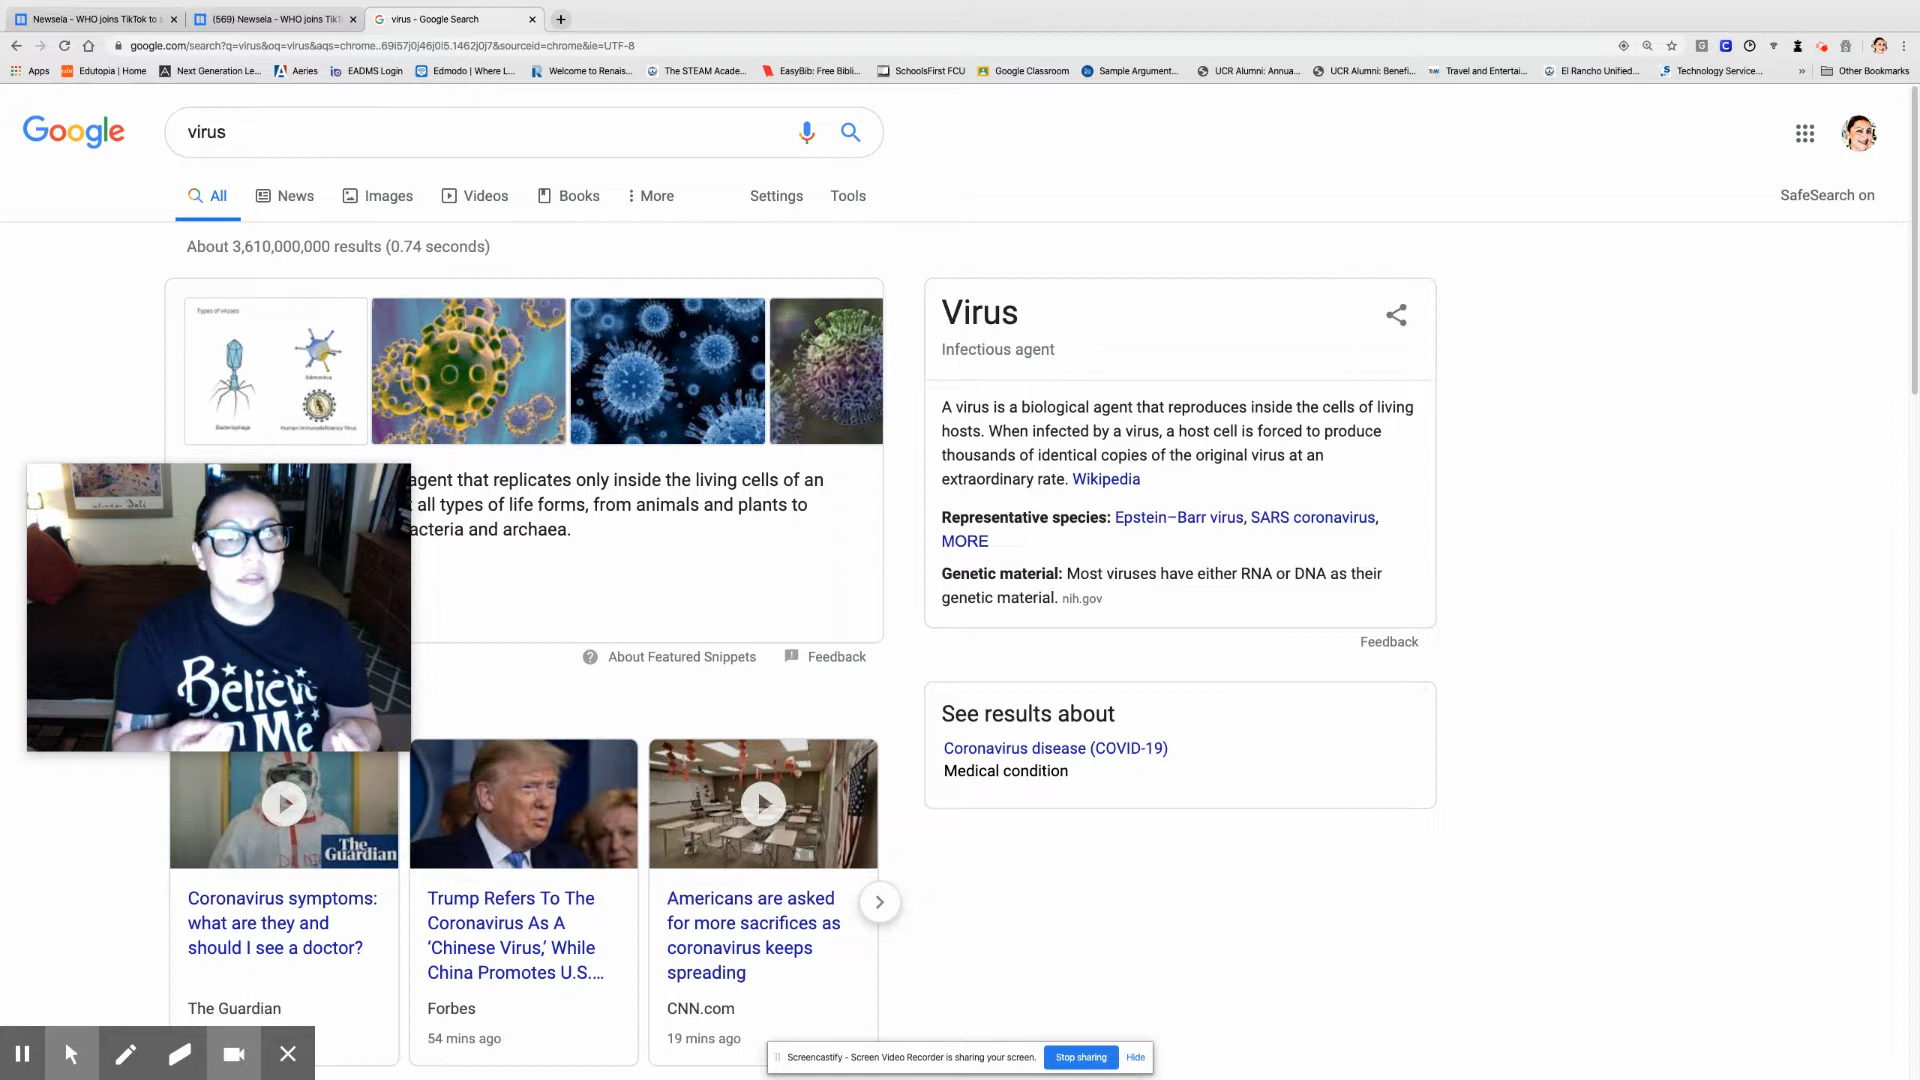 Newsela - WHO joins TikTok to s
(569) Newsela - WHO joins TikT
virus - Google Search
google.com/search?q=virus&oq=virus&aqs=chrome..69i57j0j46j0l5.1462j0j7&sourceid=chrome&ie=UTF-8
Apps
Edutopia | Home
Next Generation Le...
Aeries
EADMS Login
Edmodo | Where L...
Welcome to Renais...
The STEAM Acade...
EasyBib: Free Bibli...
SchoolsFirst FCU
Google Classroom
Sample Argument...
UCR Alumni: Annua...
UCR Alumni: Benefi...
Travel and Entertai...
El Rancho Unified...
Technology Service...
Other Bookmarks
Google
virus
All
News
Images
Videos
Books
More
Settings
Tools
SafeSearch on
About 3,610,000,000 results (0.74 seconds)
Types of viruses
Adenovirus
Bacteriophage
Human Immunodeficiency Virus
agent that replicates only inside the living cells of an
all types of life forms, from animals and plants to
acteria and archaea.
About Featured Snippets
Feedback
Virus
Infectious agent
A virus is a biological agent that reproduces inside the cells of living
hosts. When infected by a virus, a host cell is forced to produce
thousands of identical copies of the original virus at an
extraordinary rate. Wikipedia
Representative species: Epstein–Barr virus, SARS coronavirus,
MORE
Genetic material: Most viruses have either RNA or DNA as their
genetic material. nih.gov
Feedback
See results about
Coronavirus disease (COVID-19)
Medical condition
Believe
Me
The
Guardian
Coronavirus symptoms:
what are they and
should I see a doctor?
The Guardian
Trump Refers To The
Coronavirus As A
‘Chinese Virus,’ While
China Promotes U.S....
Forbes
54 mins ago
Americans are asked
for more sacrifices as
coronavirus keeps
spreading
CNN.com
19 mins ago
Screencastify - Screen Video Recorder is sharing your screen.
Stop sharing
Hide